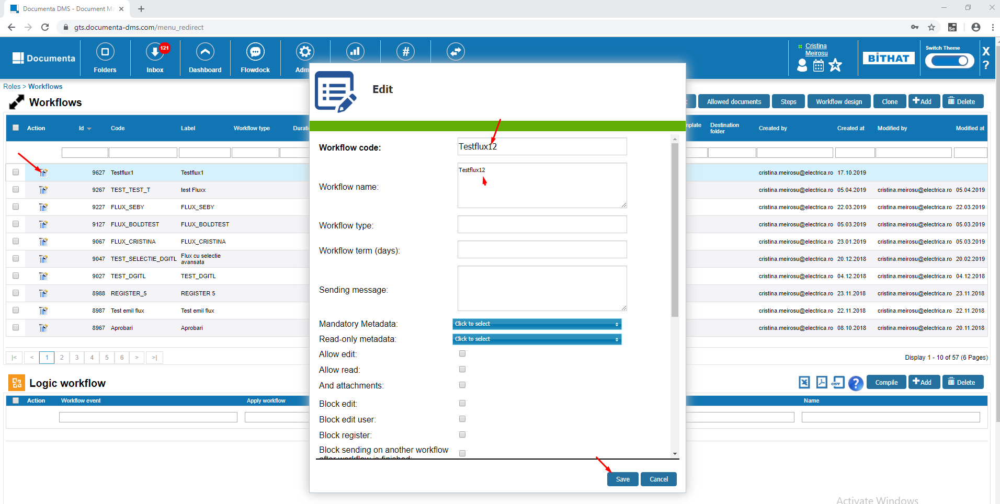 Documenta DMS - Document Ma
gts.documenta-dms.com/menu_redirect
Se
Documenta
Folders
121
Inbox
Dashboard
Flowdock
Adm
#
Cristina
Meirosu
BITHAT
Switch Theme
X
?
Roles > Workflows
Workflows
Allowed documents
Steps
Workflow design
Clone
Add
Delete
Action
Id
Code
Label
Workflow type
Durati
nplate
Destination
folder
Created by
Created at
Modified by
Modified at
9627 Testflux1 Testflux1 cristina.meirosu@electrica.ro 17.10.2019
9267 TEST_TEST_T test Fluxx cristina.meirosu@electrica.ro 05.04.2019 cristina.meirosu@electrica.ro 05.04.2019
9227 FLUX_SEBY FLUX_SEBY cristina.meirosu@electrica.ro 22.03.2019 cristina.meirosu@electrica.ro 22.03.2019
9127 FLUX_BOLDTEST FLUX_BOLDTEST cristina.meirosu@electrica.ro 05.03.2019 cristina.meirosu@electrica.ro 05.03.2019
9067 FLUX_CRISTINA FLUX_CRISTINA cristina.meirosu@electrica.ro 23.01.2019 cristina.meirosu@electrica.ro 05.03.2019
9047 TEST_SELECTIE_DGITL Flux cu selectie avansata cristina.meirosu@electrica.ro 20.12.2018 cristina.meirosu@electrica.ro 20.02.2019
9027 TEST_DGITL TEST_DGITL cristina.meirosu@electrica.ro 04.12.2018 cristina.meirosu@electrica.ro 04.12.2018
8988 REGISTER_5 REGISTER 5 cristina.meirosu@electrica.ro 23.11.2018 cristina.meirosu@electrica.ro 23.11.2018
8987 Test emil flux Test emil flux cristina.meirosu@electrica.ro 22.11.2018 cristina.meirosu@electrica.ro 22.11.2018
8967 Aprobari Aprobari cristina.meirosu@electrica.ro 08.10.2018 cristina.meirosu@electrica.ro 20.11.2018
|< < 1 2 3 4 5 6 > >|
Display 1 - 10 of 57 (6 Pages)
Logic workflow
csv
?
Compile
Add
Delete
Action
Workflow event
Apply workflow
Name
Edit
Workflow code:
Testflux12
Workflow name:
Testflux12
Workflow type:
Workflow term (days):
Sending message:
Mandatory Metadata:
Click to select
Read-only metadata:
Click to select
Allow edit:
Allow read:
And attachments:
Block edit:
Block edit user:
Block register:
Block sending on another workflow
after workflow is finished:
Save
Cancel
Activate Windows